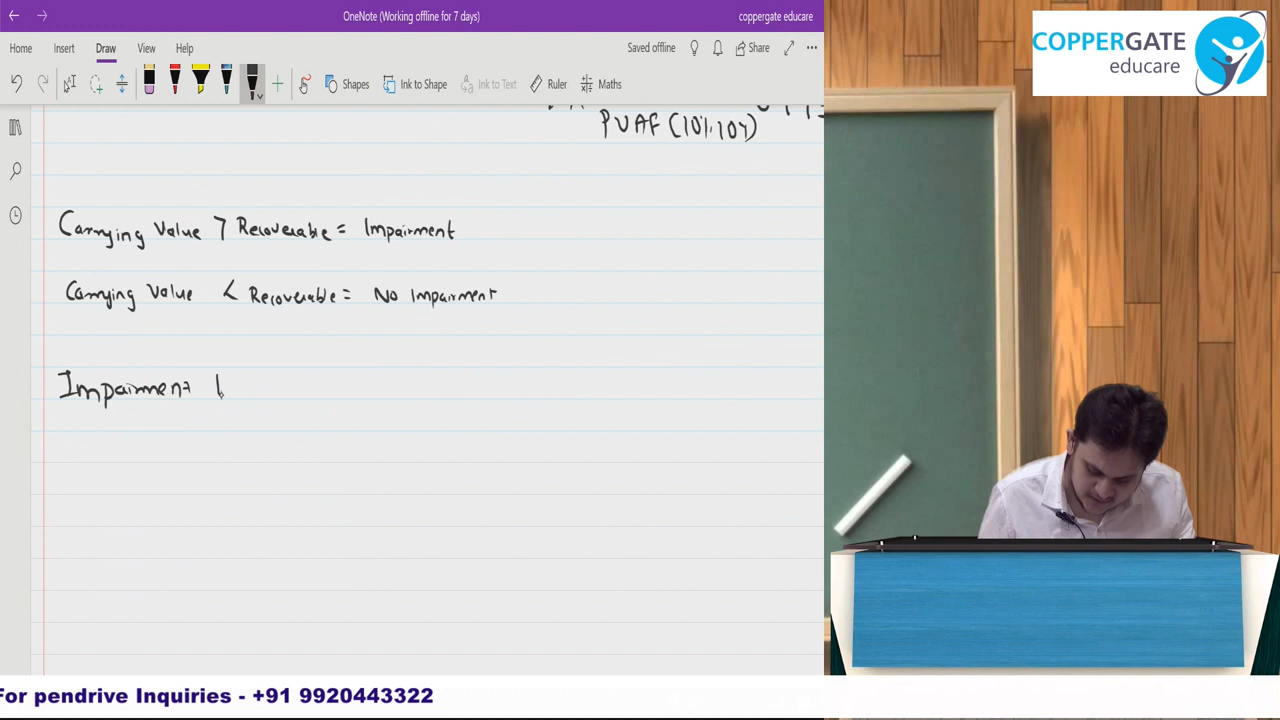 OneNote (Working offline for 7 days)
coppergate educare
Home Insert Draw View Help
Saved offline Share
Shapes Ink to Shape Ink to Text Ruler Maths
PVAF (10%,10Y)
Carrying Value > Recoverable = Impairment
Carrying Value < Recoverable = No Impairment
Impairment
COPPERGATE
educare
For pendrive Inquiries - +91 9920443322